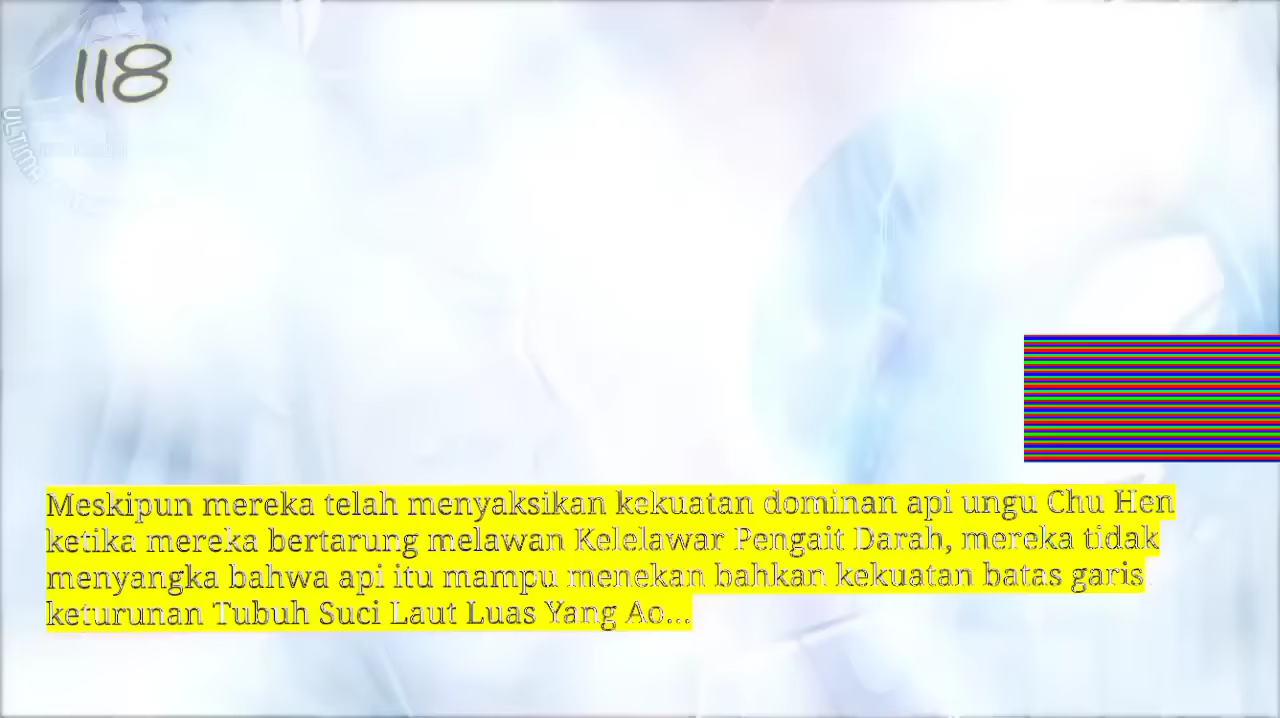 118
ULTIMA
Meskipun mereka telah menyaksikan kekuatan dominan api ungu Chu Hen
ketika mereka bertarung melawan Kelelawar Pengait Darah, mereka tidak
menyangka bahwa api itu mampu menekan bahkan kekuatan batas garis
keturunan Tubuh Suci Laut Luas Yang Ao...